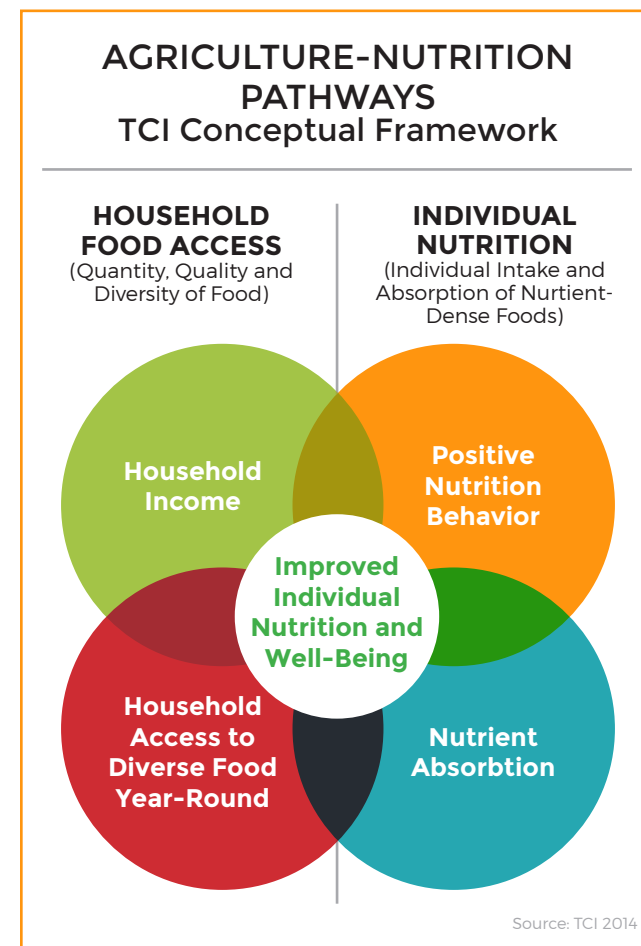 AGRICULTURE-NUTRITION
PATHWAYS
TCI Conceptual Framework
HOUSEHOLD
FOOD ACCESS
(Quantity, Quality and
Diversity of Food)
INDIVIDUAL
NUTRITION
(Individual Intake and
Absorption of Nurtient-
Dense Foods)
Household
Income
Positive
Nutrition
Behavior
Improved
Individual
Nutrition and
Well-Being
Household
Access to
Diverse Food
Year-Round
Nutrient
Absorbtion
Source: TCI 2014